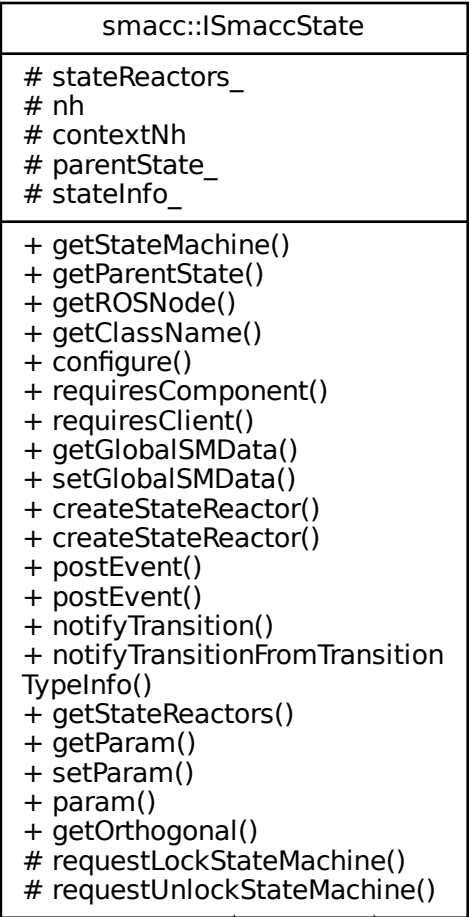 smacc::ISmaccState
# stateReactors_
# nh
# contextNh
# parentState_
# stateInfo_
+ getStateMachine()
+ getParentState()
+ getROSNode()
+ getClassName()
+ configure()
+ requiresComponent()
+ requiresClient()
+ getGlobalSMData()
+ setGlobalSMData()
+ createStateReactor()
+ createStateReactor()
+ postEvent()
+ postEvent()
+ notifyTransition()
+ notifyTransitionFromTransition
TypeInfo()
+ getStateReactors()
+ getParam()
+ setParam()
+ param()
+ getOrthogonal()
# requestLockStateMachine()
# requestUnlockStateMachine()